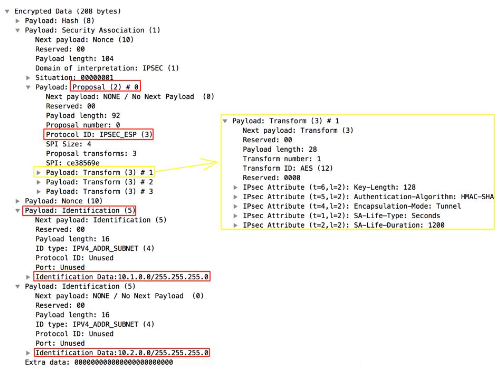 Encrypted Data (208 bytes)
Payload: Hash (8)
Payload: Security Association (1)
Next payload: Nonce (10)
Reserved: 00
Payload length: 104
Domain of interpretation: IPSEC (1)
Situation: 00000001
Payload: Proposal (2) # 0
Next payload: NONE / No Next Payload (0)
Reserved: 00
Payload length: 92
Proposal number: 0
Protocol ID: IPSEC_ESP (3)
SPI Size: 4
Proposal transforms: 3
SPI: ce38569e
Payload: Transform (3) # 1
Payload: Transform (3) # 2
Payload: Transform (3) # 3
Payload: Nonce (10)
Payload: Identification (5)
Next payload: Identification (5)
Reserved: 00
Payload length: 16
ID type: IPV4_ADDR_SUBNET (4)
Protocol ID: Unused
Port: Unused
Identification Data:10.1.0.0/255.255.255.0
Payload: Identification (5)
Next payload: NONE / No Next Payload (0)
Reserved: 00
Payload length: 16
ID type: IPV4_ADDR_SUBNET (4)
Protocol ID: Unused
Port: Unused
Identification Data:10.2.0.0/255.255.255.0
Extra data: 000000000000000000000000
Payload: Transform (3) # 1
Next payload: Transform (3)
Reserved: 00
Payload length: 28
Transform number: 1
Transform ID: AES (12)
Reserved: 0000
IPsec Attribute (t=6,l=2): Key-Length: 128
IPsec Attribute (t=5,l=2): Authentication-Algorithm: HMAC-SHA
IPsec Attribute (t=4,l=2): Encapsulation-Mode: Tunnel
IPsec Attribute (t=1,l=2): SA-Life-Type: Seconds
IPsec Attribute (t=2,l=2): SA-Life-Duration: 1200